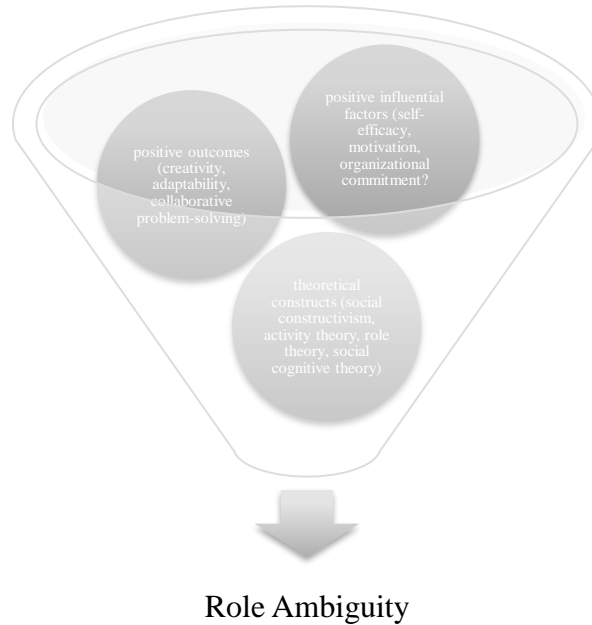 positive influential
factors (self-
efficacy,
motivation,
organizational
commitment?
positive outcomes
(creativity,
adaptability,
collaborative
problem-solving)
theoretical
constructs (social
constructivism,
activity theory, role
theory, social
cognitive theory)
Role Ambiguity